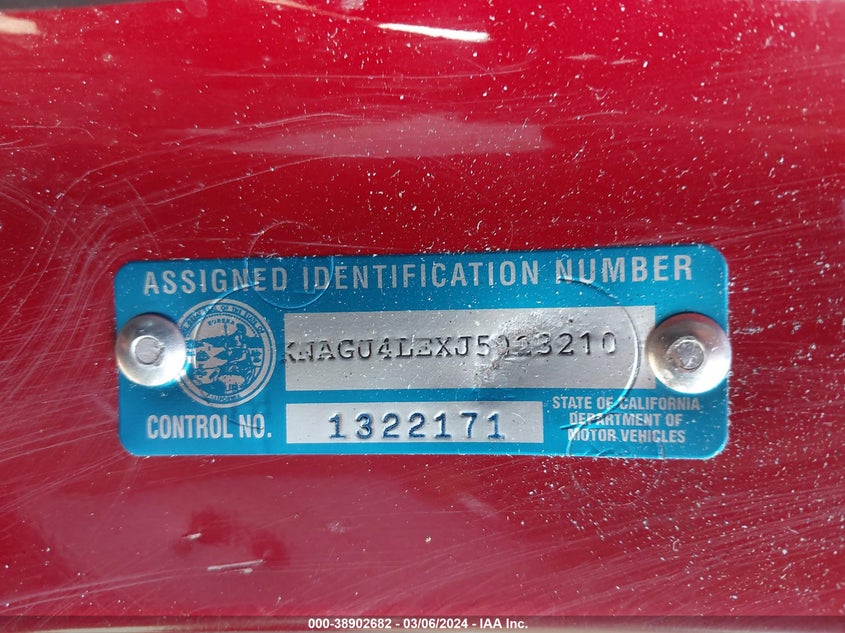 ASSIGNED IDENTIFICATION NUMBER
KNAGU4LEXJ5023210
CONTROL NO.
1322171
STATE OF CALIFORNIA
DEPARTMENT OF
MOTOR VEHICLES
000-38902682 - 03/06/2024 - IAA Inc.